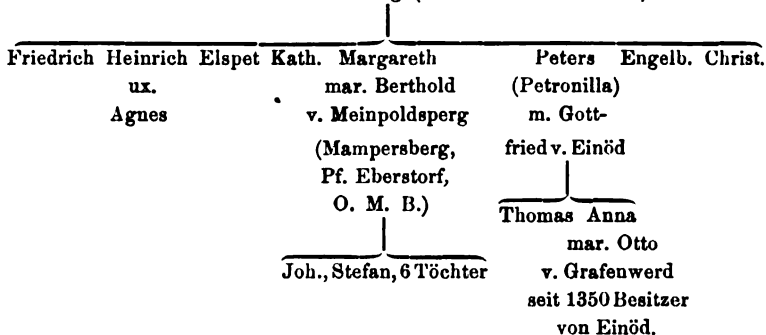 Friedrich Heinrich Elspet Kath. Margareth Peters Engelb. Christ.
ux. mar. Berthold (Petronilla)
Agnes v. Meinpoldsperg m. Gott-
(Mampersberg, fried v. Einöd
Pf. Eberstorf,
O. M. B.) Thomas Anna
mar. Otto
Joh., Stefan, 6 Töchter v. Grafenwerd
seit 1350 Besitzer
von Einöd.